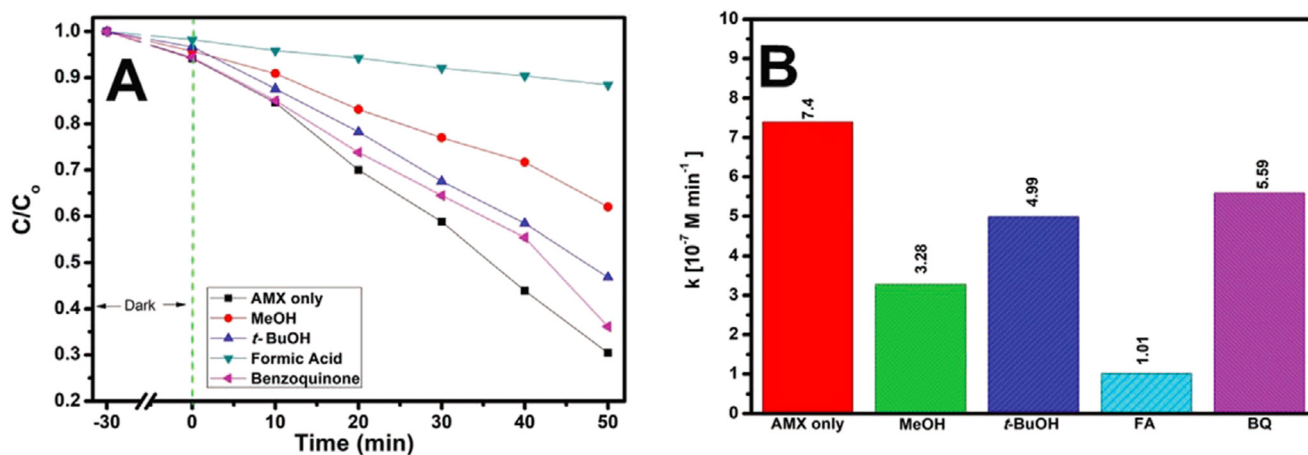 A
C/Co
1.0
0.9
0.8
0.7
0.6
0.5
0.4
0.3
0.2
Dark
AMX only
MeOH
t-BuOH
Formic Acid
Benzoquinone
-30 0 10 20 30 40 50
Time (min)
B
k [10⁻⁷ M min⁻¹]
10
9
8
7
6
5
4
3
2
1
0
7.4
3.28
4.99
1.01
5.59
AMX only MeOH t-BuOH FA BQ